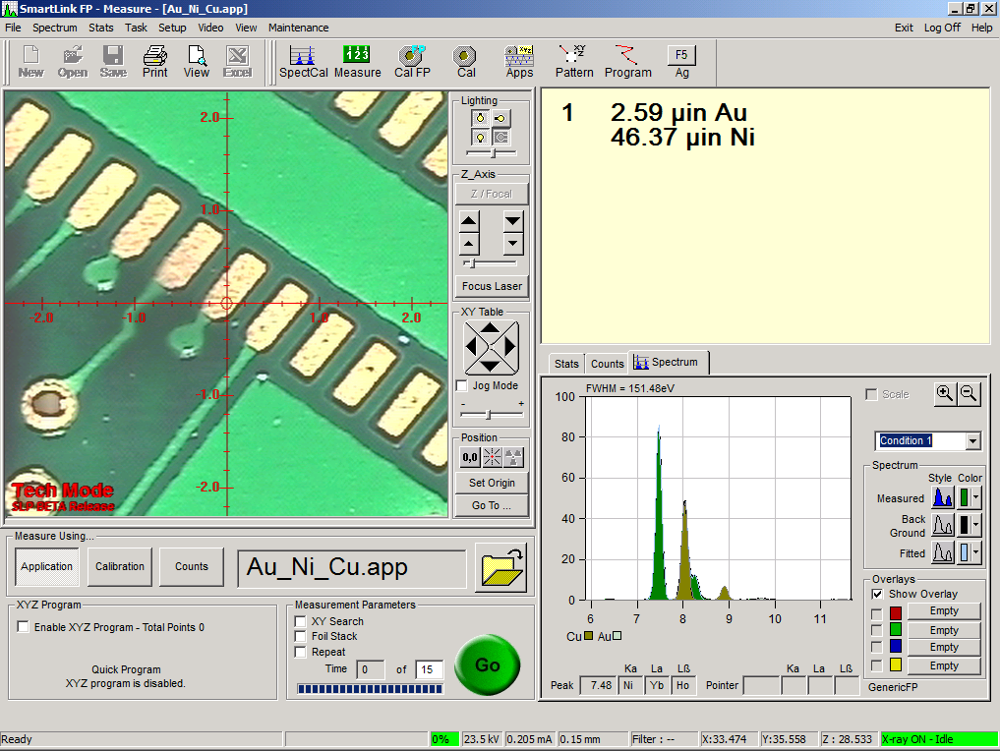 SmartLink FP - Measure - [Au_Ni_Cu.app]
File Spectrum Stats Task Setup Video View Maintenance Exit Log Off Help
New Open Save Print View Excel SpectCal Measure Cal FP Cal Apps Pattern Program Ag
1 2 3
FP
XYZ
XY
F5
2.0
1.0
-2.0 -1.0 1.0 2.0
-1.0
-2.0
Tech Mode
SLP-BETA Release
Lighting
Z_Axis
Z / Focal
Focus Laser
XY Table
Jog Mode
- +
Position
0,0
Set Origin
Go To ...
1 2.59 µin Au
46.37 µin Ni
Stats Counts Spectrum
FWHM = 151.48eV
100
80
60
40
20
0
6 7 8 9 10 11
Cu Au
Ka La Lß Ka La Lß
Peak 7.48 Ni Yb Ho Pointer
Scale
Condition 1
Spectrum
Style Color
Measured
Back
Ground
Fitted
Overlays
Show Overlay
Empty
Empty
Empty
Empty
GenericFP
Measure Using...
Application Calibration Counts Au_Ni_Cu.app
XYZ Program
Enable XYZ Program - Total Points 0
Quick Program
XYZ program is disabled.
Measurement Parameters
XY Search
Foil Stack
Repeat
Time 0 of 15
Go
Ready 0% 23.5 kV 0.205 mA 0.15 mm Filter : -- X:33.474 Y:35.558 Z : 28.533 X-ray ON - Idle